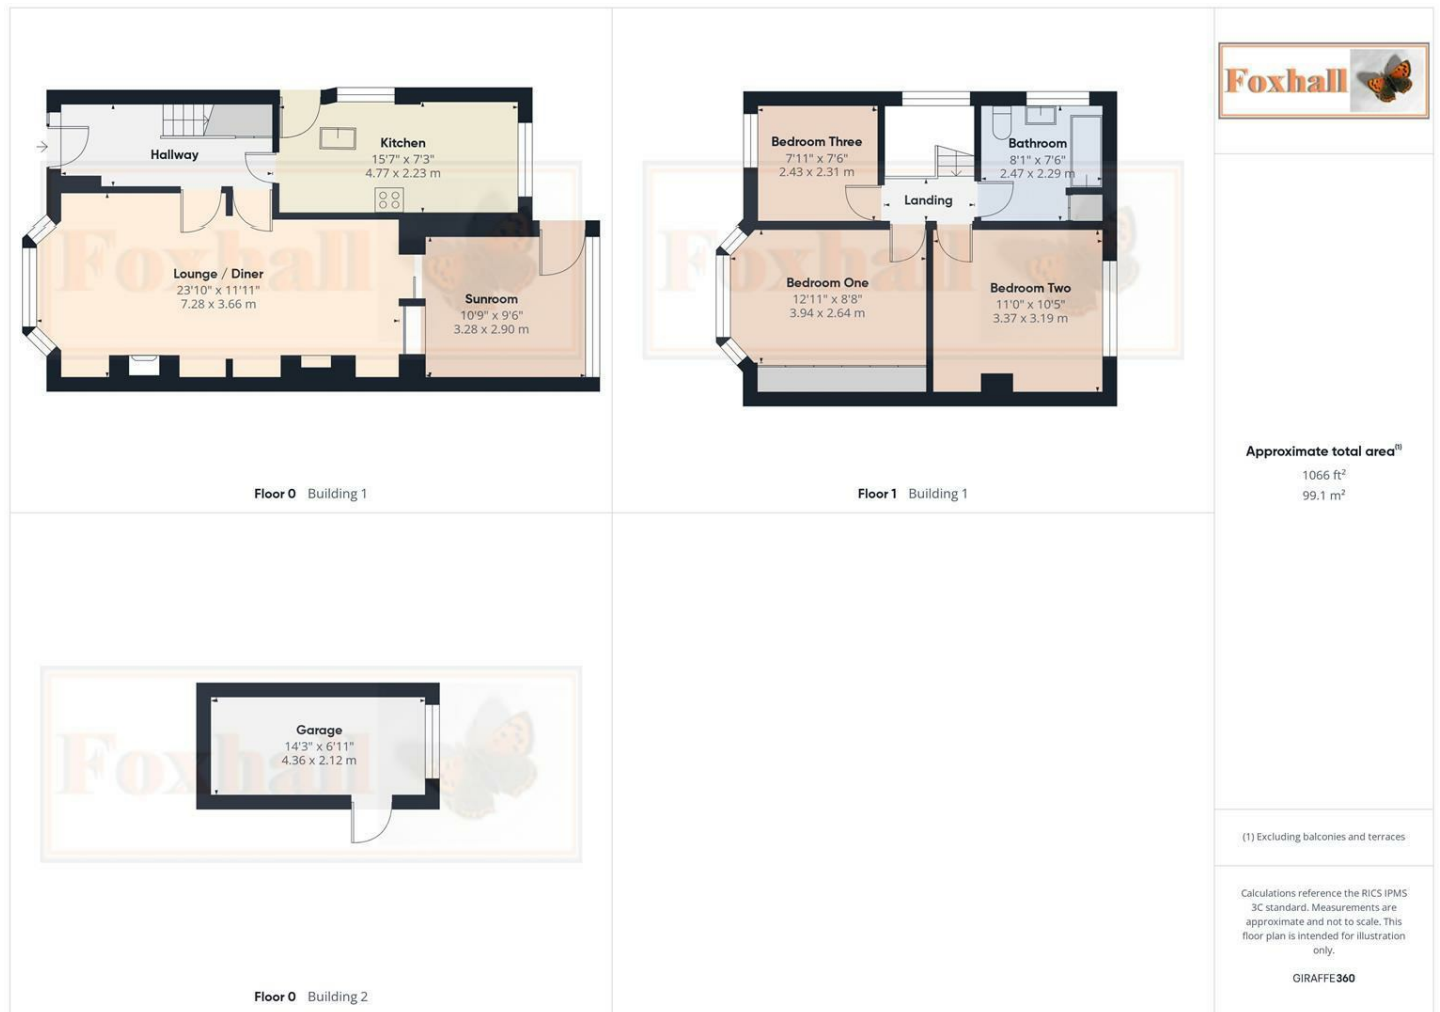 Hallway
Kitchen
15'7" x 7'3"
4.77 x 2.23 m
Lounge / Diner
23'10" x 11'11"
7.28 x 3.66 m
Sunroom
10'9" x 9'6"
3.28 x 2.90 m
Foxhall
Floor 0 Building 1
Bedroom Three
7'11" x 7'6"
2.43 x 2.31 m
Bathroom
8'1" x 7'6"
2.47 x 2.29 m
Landing
Bedroom One
12'11" x 8'8"
3.94 x 2.64 m
Bedroom Two
11'0" x 10'5"
3.37 x 3.19 m
Foxhall
Floor 1 Building 1
Garage
14'3" x 6'11"
4.36 x 2.12 m
Foxhall
Floor 0 Building 2
Foxhall
Approximate total area(1)
1066 ft²
99.1 m²
(1) Excluding balconies and terraces
Calculations reference the RICS IPMS
3C standard. Measurements are
approximate and not to scale. This
floor plan is intended for illustration
only.
GIRAFFE360